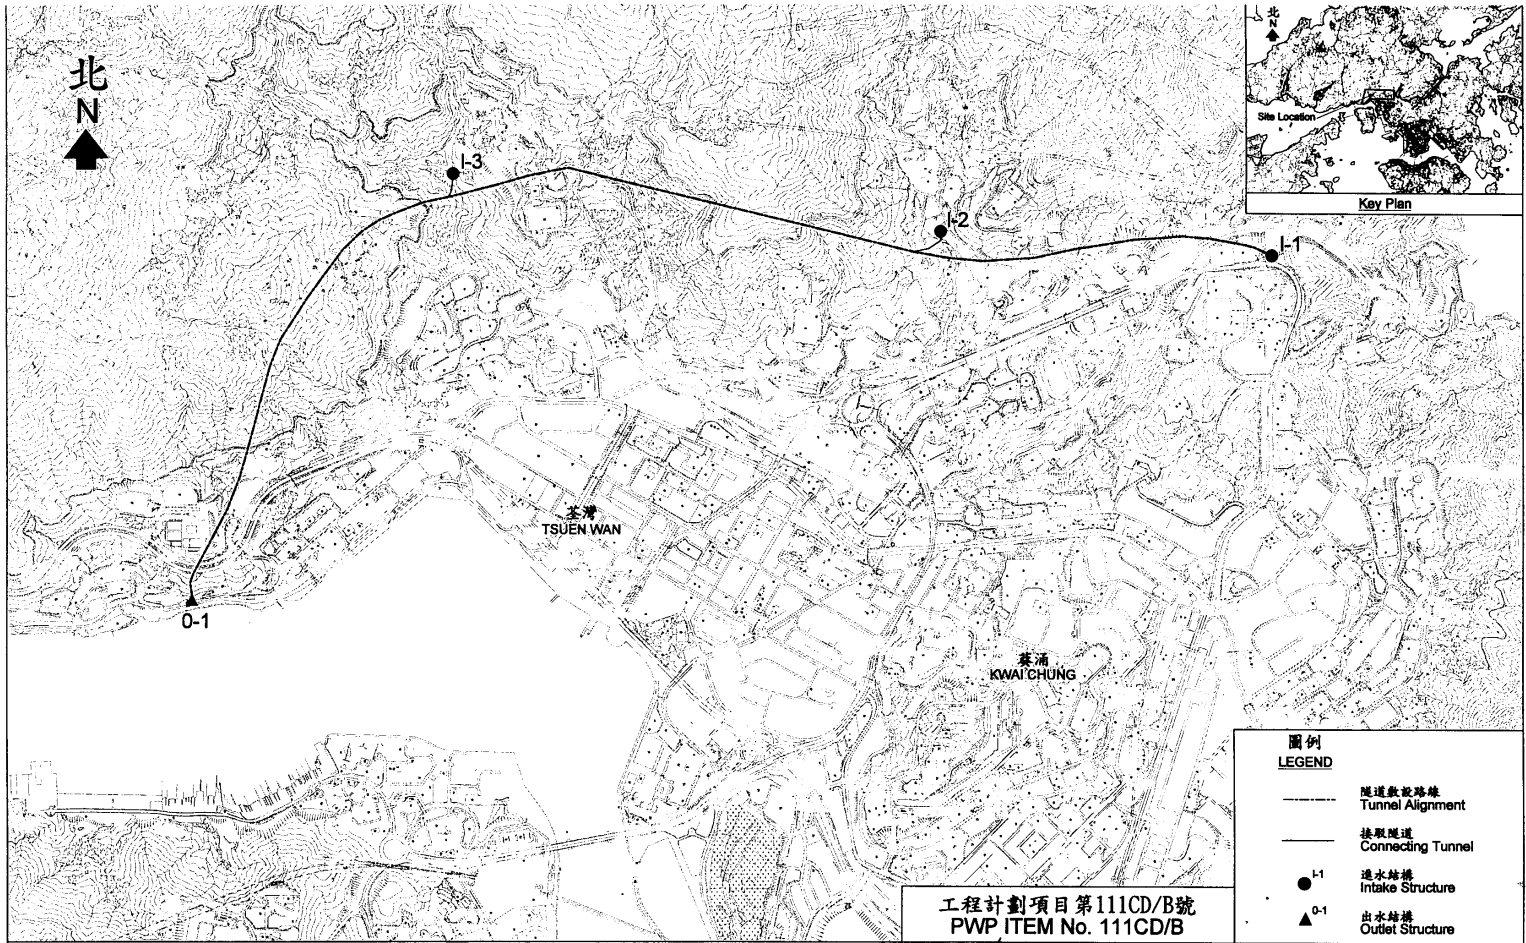 北
N
北
N
Site Location
Key Plan
I-3
I-2
I-1
荃灣
TSUEN WAN
0-1
葵涌
KWAI CHUNG
圖例
LEGEND
隧道敷設路線
Tunnel Alignment
接駁隧道
Connecting Tunnel
I-1
進水結構
Intake Structure
0-1
出水結構
Outlet Structure
工程計劃項目第111CD/B號
PWP ITEM No. 111CD/B